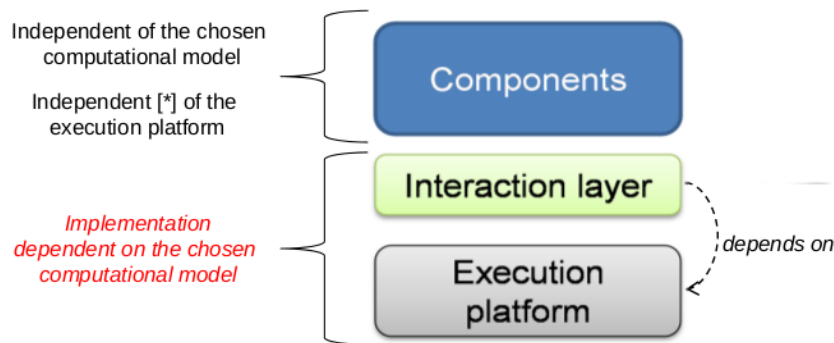 Independent of the chosen
computational model
Independent [*] of the
execution platform
Components
Implementation
dependent on the chosen
computational model
Interaction layer
depends on
Execution
platform